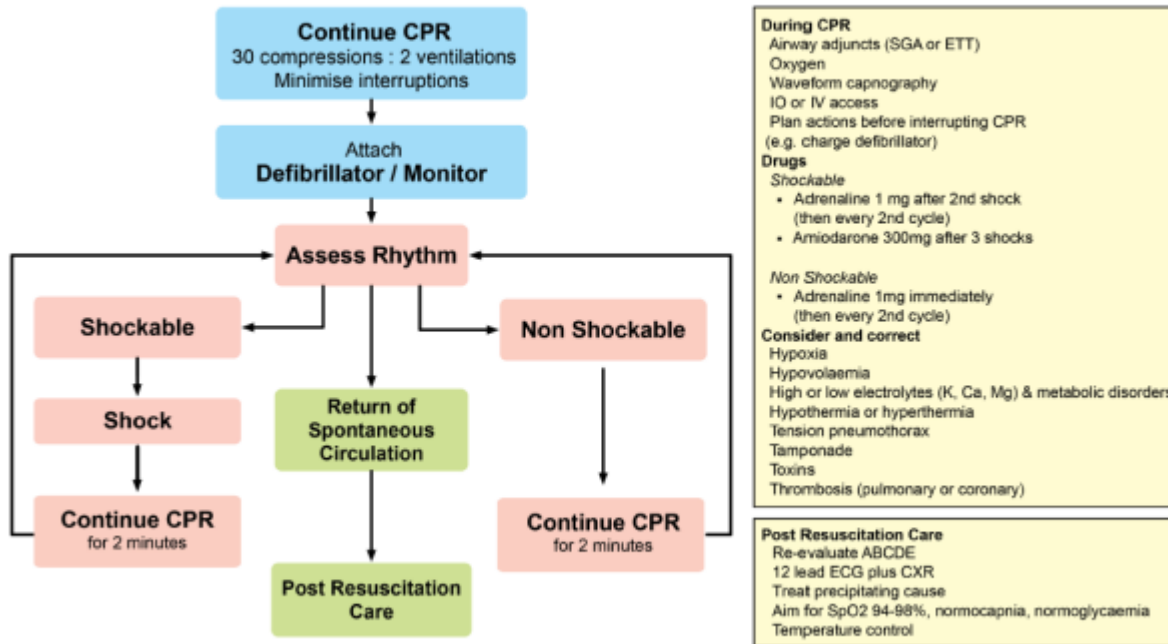 Continue CPR
30 compressions : 2 ventilations
Minimise interruptions
Attach
Defibrillator / Monitor
Assess Rhythm
Shockable
Non Shockable
Shock
Return of
Spontaneous
Circulation
Continue CPR
for 2 minutes
Continue CPR
for 2 minutes
Post Resuscitation
Care
During CPR
Airway adjuncts (SGA or ETT)
Oxygen
Waveform capnography
IO or IV access
Plan actions before interrupting CPR
(e.g. charge defibrillator)
Drugs
Shockable
• Adrenaline 1 mg after 2nd shock
(then every 2nd cycle)
• Amiodarone 300mg after 3 shocks
Non Shockable
• Adrenaline 1mg immediately
(then every 2nd cycle)
Consider and correct
Hypoxia
Hypovolaemia
High or low electrolytes (K, Ca, Mg) & metabolic disorders
Hypothermia or hyperthermia
Tension pneumothorax
Tamponade
Toxins
Thrombosis (pulmonary or coronary)
Post Resuscitation Care
Re-evaluate ABCDE
12 lead ECG plus CXR
Treat precipitating cause
Aim for SpO2 94-98%, normocapnia, normoglycaemia
Temperature control